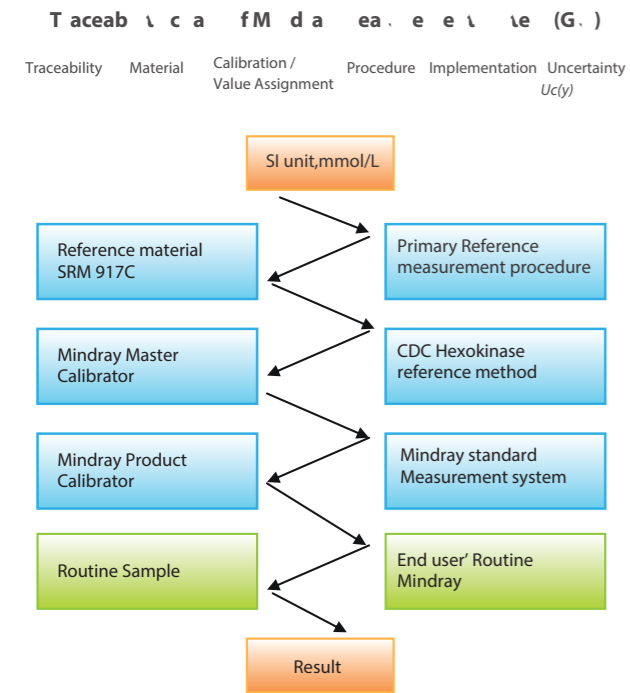 Traceability Material Calibration / Procedure Implementation Uncertainty
Value Assignment Uc(y)
SI unit,mmol/L
Reference material
SRM 917C
Primary Reference
measurement procedure
Mindray Master
Calibrator
CDC Hexokinase
reference method
Mindray Product
Calibrator
Mindray standard
Measurement system
Routine Sample
End user' Routine
Mindray
Result